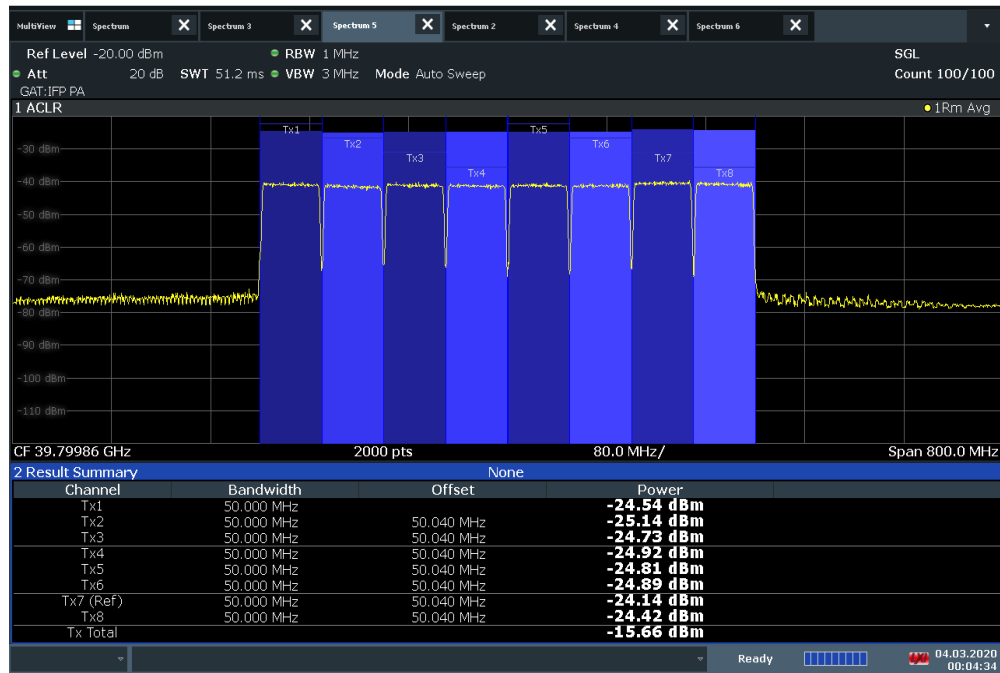 MultiView Spectrum X Spectrum 3 X Spectrum 5 X Spectrum 2 X Spectrum 4 X Spectrum 6 X
Ref Level -20.00 dBm RBW 1 MHz SGL
Att 20 dB SWT 51.2 ms VBW 3 MHz Mode Auto Sweep Count 100/100
GAT:IFP PA
1 ACLR 1Rm Avg
Tx1 Tx5
Tx2 Tx6
-30 dBm
Tx3 Tx7
Tx4 Tx8
-40 dBm
-50 dBm
-60 dBm
-70 dBm
-80 dBm
-90 dBm
-100 dBm
-110 dBm
CF 39.79986 GHz 2000 pts 80.0 MHz/ Span 800.0 MHz
2 Result Summary None
Channel Bandwidth Offset Power
Tx1 50.000 MHz -24.54 dBm
Tx2 50.000 MHz 50.040 MHz -25.14 dBm
Tx3 50.000 MHz 50.040 MHz -24.73 dBm
Tx4 50.000 MHz 50.040 MHz -24.92 dBm
Tx5 50.000 MHz 50.040 MHz -24.81 dBm
Tx6 50.000 MHz 50.040 MHz -24.89 dBm
Tx7 (Ref) 50.000 MHz 50.040 MHz -24.14 dBm
Tx8 50.000 MHz 50.040 MHz -24.42 dBm
Tx Total -15.66 dBm
Ready 04.03.2020
00:04:34